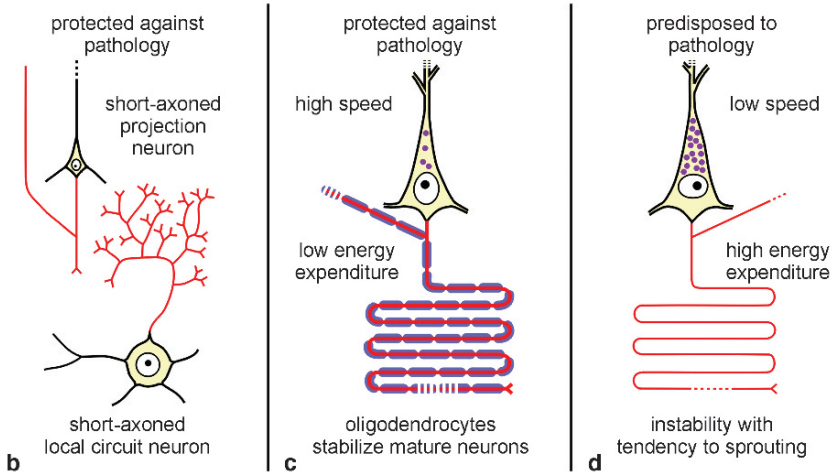 protected against
pathology
short-axoned
projection
neuron
short-axoned
local circuit neuron
b
protected against
pathology
high speed
low energy
expenditure
oligodendrocytes
stabilize mature neurons
c
predisposed to
pathology
low speed
high energy
expenditure
instability with
tendency to sprouting
d